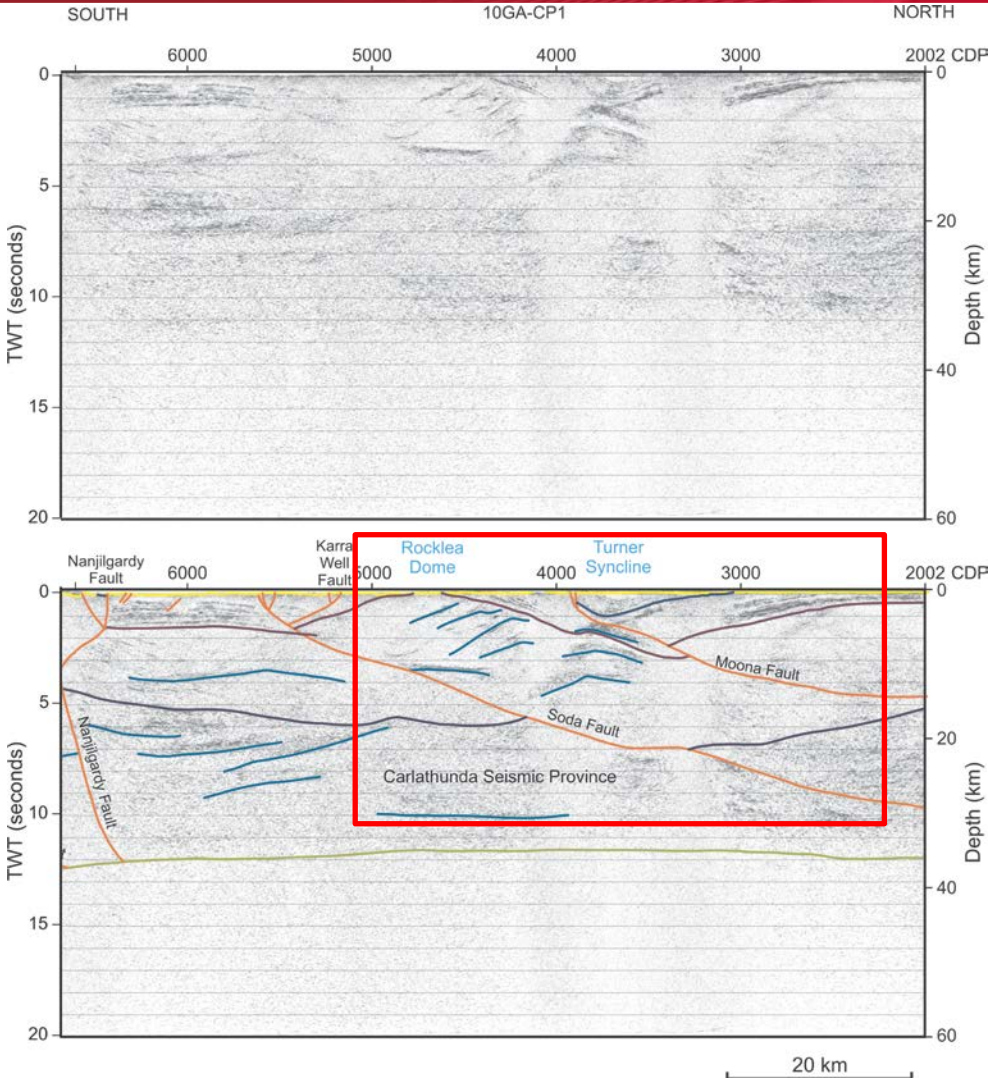 SOUTH 10GA-CP1 NORTH
6000 5000 4000 3000 2002 CDP
0 0
5
20
10
40
15
20 60
TWT (seconds)
Depth (km)
Nanjilgardy
Fault
Karra
Well
Fault
Rocklea
Dome
Turner
Syncline
6000 5000 4000 3000 2002 CDP
0 0
Moona Fault
5
Soda Fault
20
Nanjilgardy Fault
Carlathunda Seismic Province
10
40
15
20 60
TWT (seconds)
Depth (km)
20 km